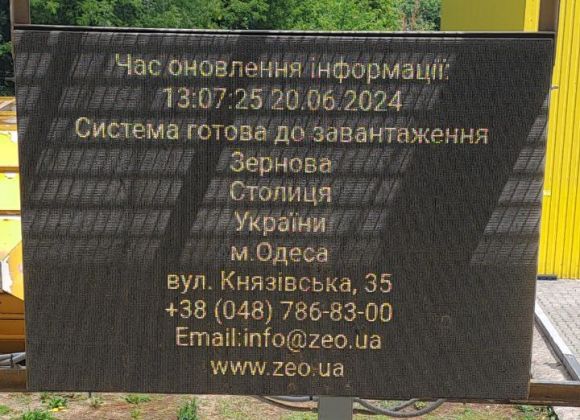 Час оновлення інформації:
13:07:25 20.06.2024
Система готова до завантаження
Зернова
Столиця
України
м.Одеса
вул. Князівська, 35
+38 (048) 786-83-00
Email:info@zeo.ua
www.zeo.ua